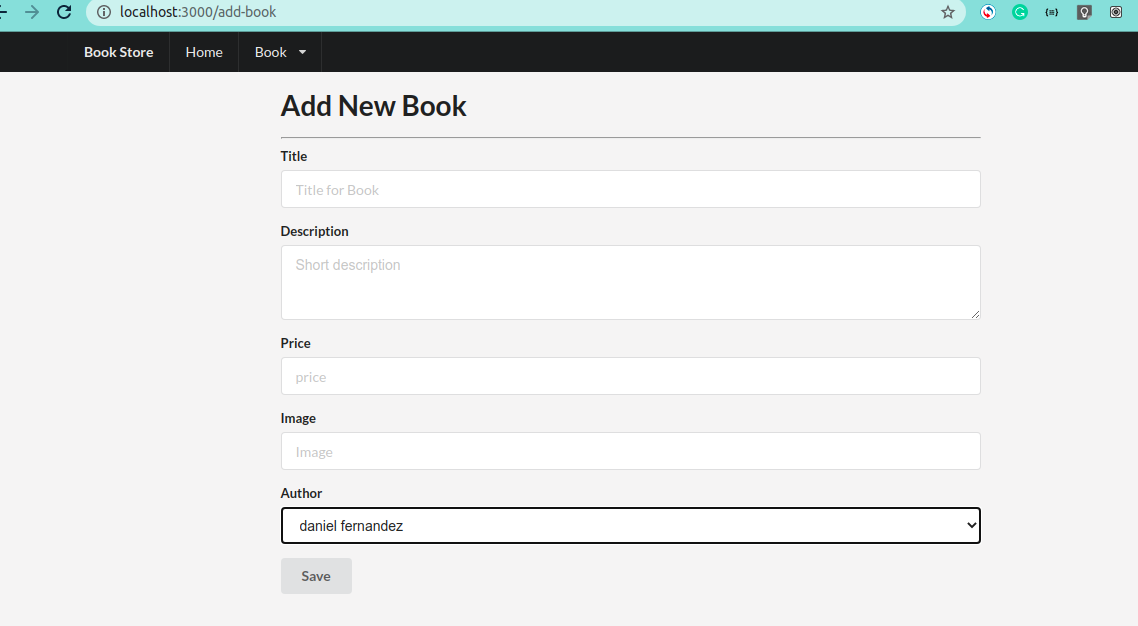 localhost:3000/add-book
Book Store Home Book
Add New Book
Title
Title for Book
Description
Short description
Price
price
Image
Image
Author
daniel fernandez
Save